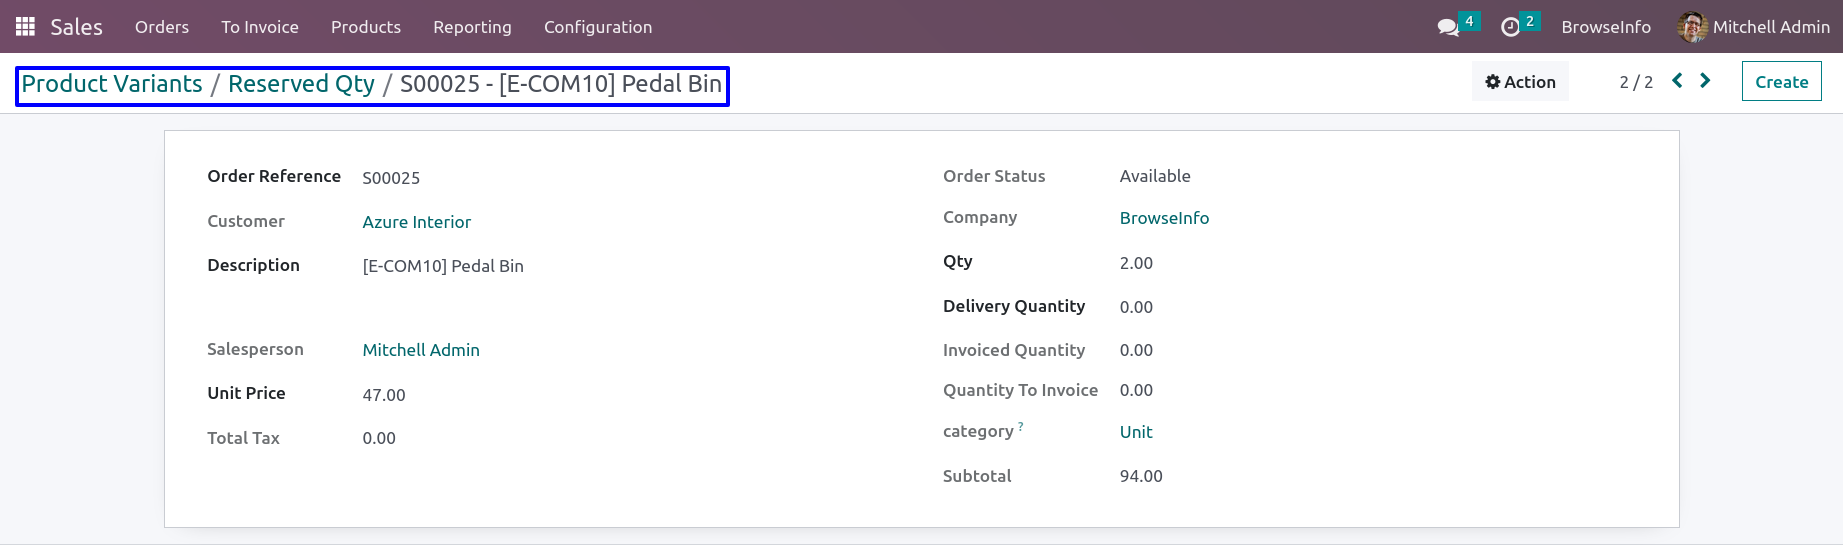 Sales Orders To Invoice Products Reporting Configuration 4 2 BrowseInfo Mitchell Admin
Product Variants / Reserved Qty / S00025 - [E-COM10] Pedal Bin Action 2 / 2 Create
Order Reference S00025
Customer Azure Interior
Description [E-COM10] Pedal Bin
Salesperson Mitchell Admin
Unit Price 47.00
Total Tax 0.00
Order Status Available
Company BrowseInfo
Qty 2.00
Delivery Quantity 0.00
Invoiced Quantity 0.00
Quantity To Invoice 0.00
category ? Unit
Subtotal 94.00